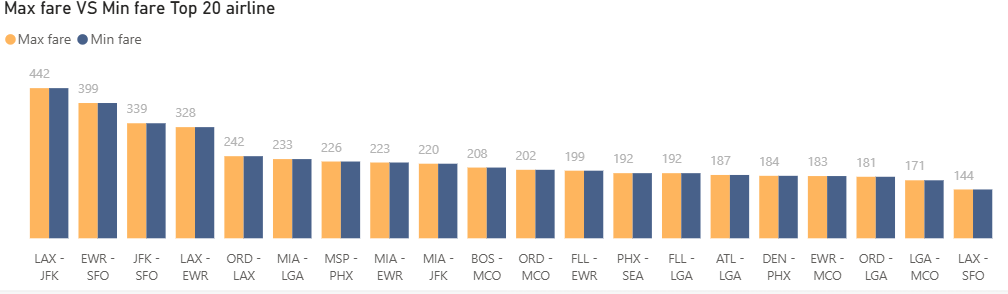 Max fare VS Min fare Top 20 airline
Max fare Min fare
442 399 339 328 242 233 226 223 220 208 202 199 192 192 187 184 183 181 171 144
LAX - EWR - JFK - LAX - ORD - MIA - MSP - MIA - MIA - BOS - ORD - FLL - PHX - FLL - ATL - DEN - EWR - ORD - LGA - LAX -
JFK SFO SFO EWR LAX LGA PHX EWR JFK MCO MCO EWR SEA LGA LGA PHX MCO LGA MCO SFO